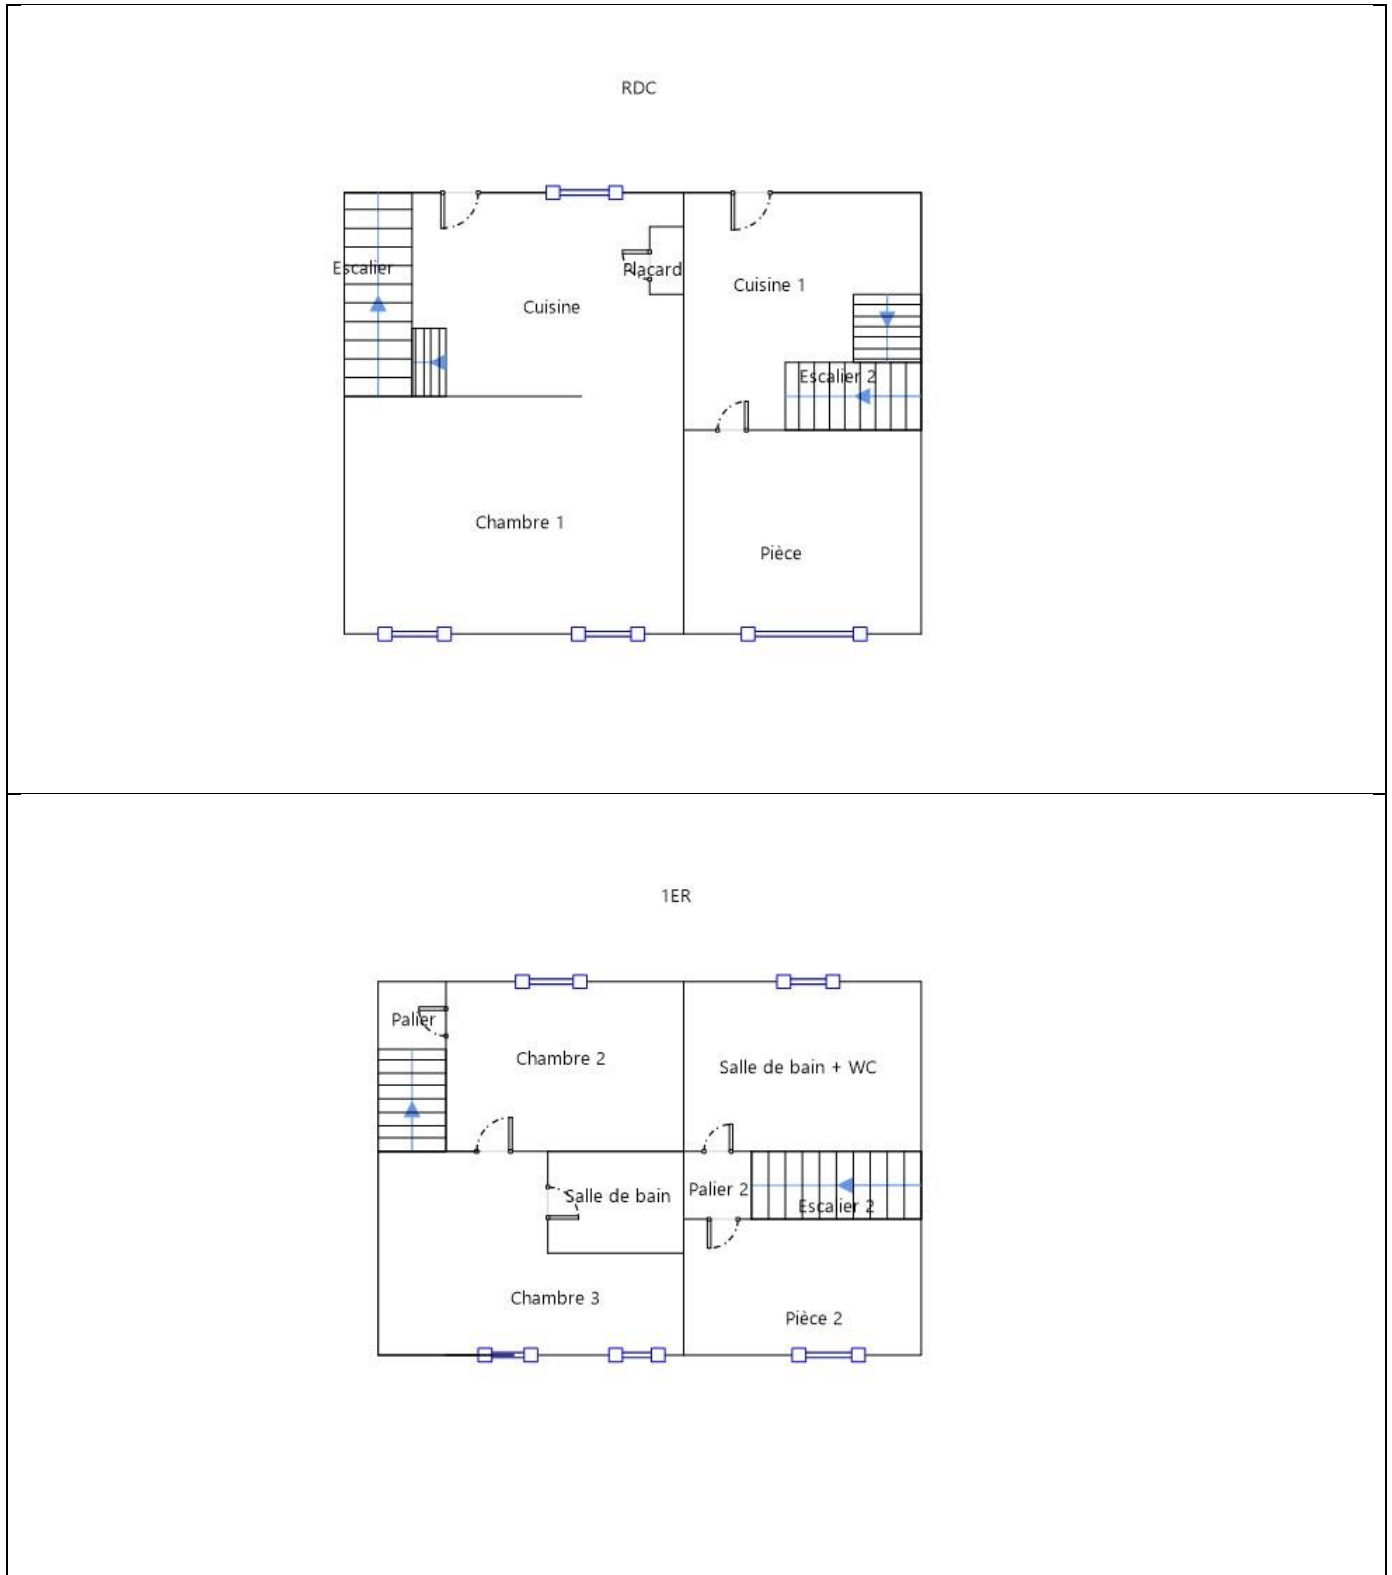 RDC
Escalier
Placard
Cuisine 1
Cuisine
Escalier 2
Chambre 1
Pièce
1ER
Palier
Chambre 2
Salle de bain + WC
Salle de bain
Palier 2
Escalier 2
Chambre 3
Pièce 2